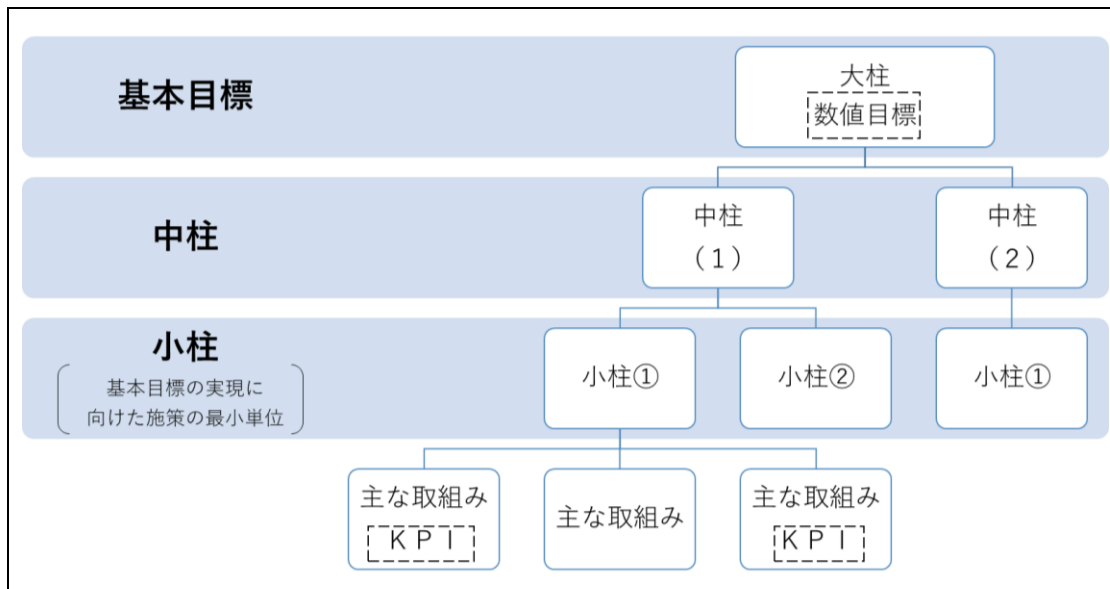 基本目標
大柱
数値目標
中柱
中柱
（１）
中柱
（２）
小柱
基本目標の実現に
向けた施策の最小単位
小柱①
小柱②
小柱①
主な取組み
ＫＰＩ
主な取組み
主な取組み
ＫＰＩ